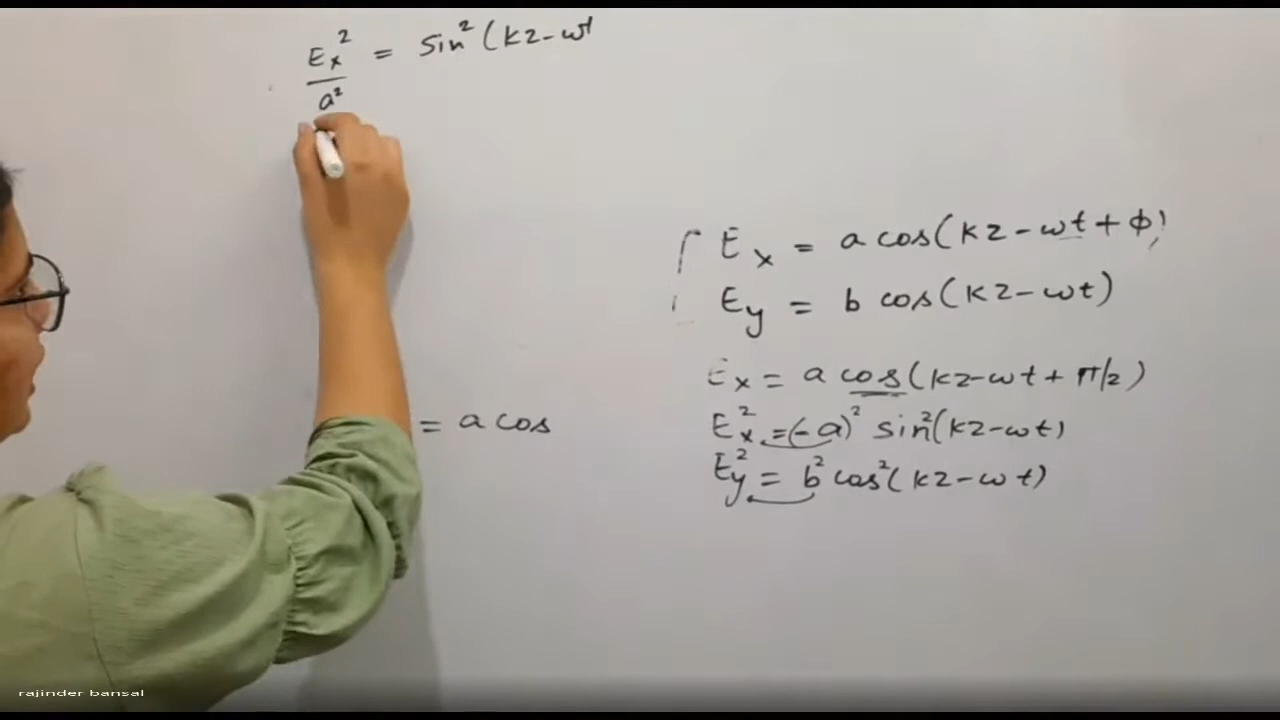 Ex² / a² = sin² (kz-wt
= a cos
Ex = a cos(kz-ωt+ϕ)
Ey = b cos(kz-ωt)
Ex = a cos(kz-ωt+π/2)
Ex² = (-a)² sin²(kz-ωt)
Ey² = b² cos²(kz-ωt)
rajinder bansal